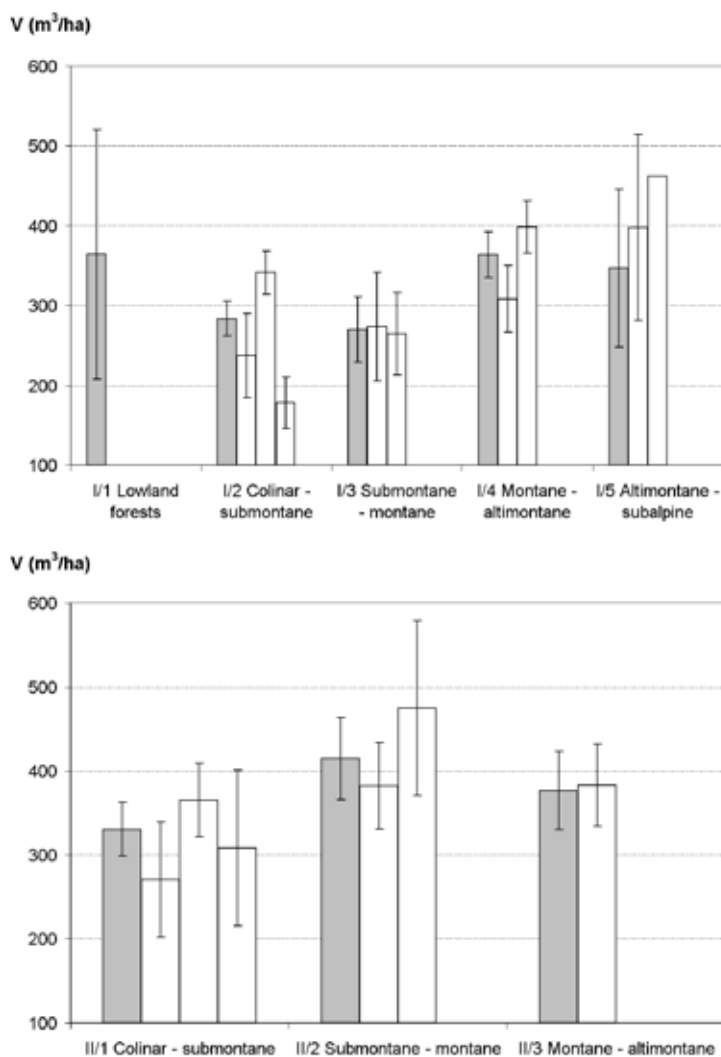 V (m³/ha)
600
500
400
300
200
100
I/1 Lowland forests
I/2 Colinar - submontane
I/3 Submontane - montane
I/4 Montane - altimontane
I/5 Altimontane - subalpine
V (m³/ha)
600
500
400
300
200
100
II/1 Colinar - submontane
II/2 Submontane - montane
II/3 Montane - altimontane